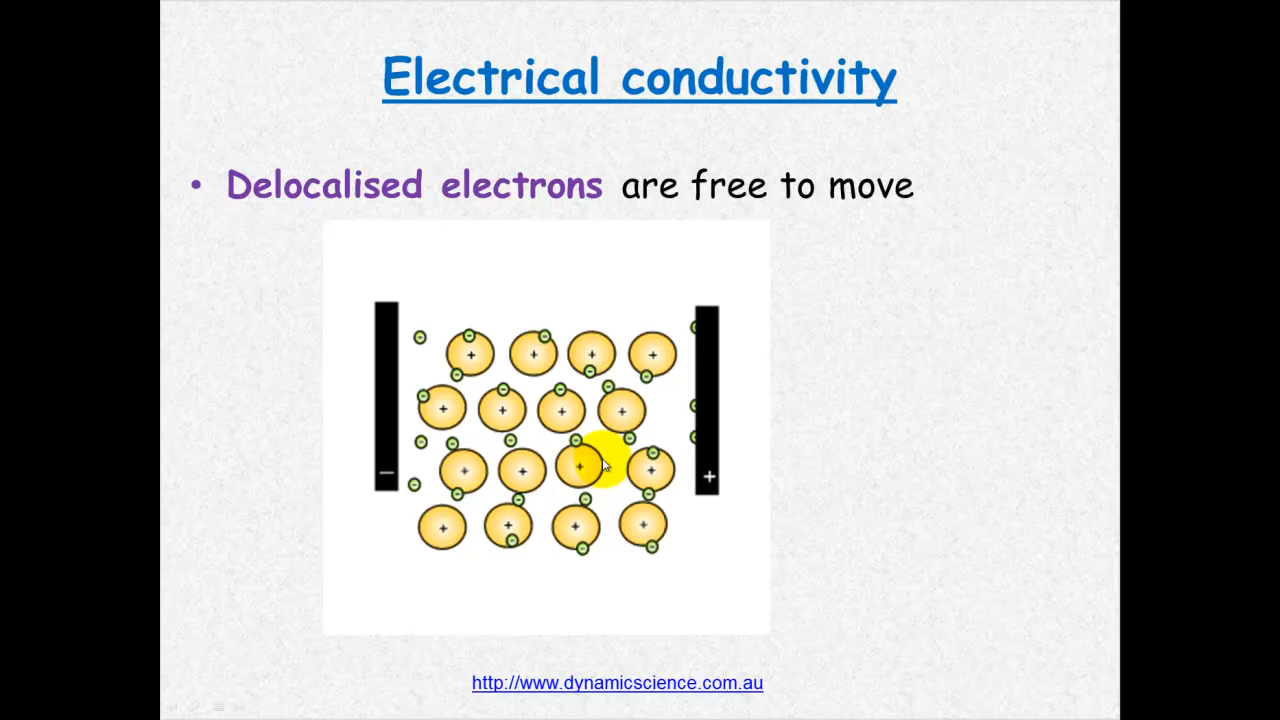 Electrical conductivity
• Delocalised electrons are free to move
http://www.dynamicscience.com.au